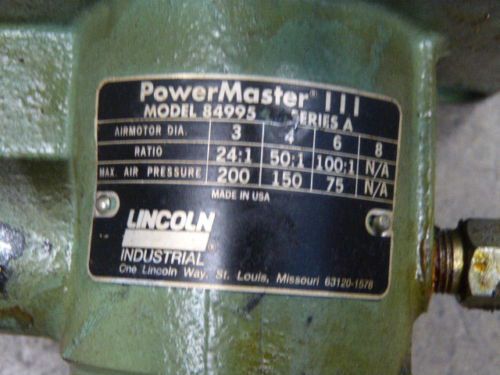 PowerMaster® III
MODEL 84995 SERIES A
AIRMOTOR DIA. 3 4 6 8
RATIO 24:1 50:1 100:1 N/A
MAX. AIR PRESSURE 200 150 75 N/A
MADE IN USA
LINCOLN
INDUSTRIAL®
One Lincoln Way, St. Louis, Missouri 63120-1578